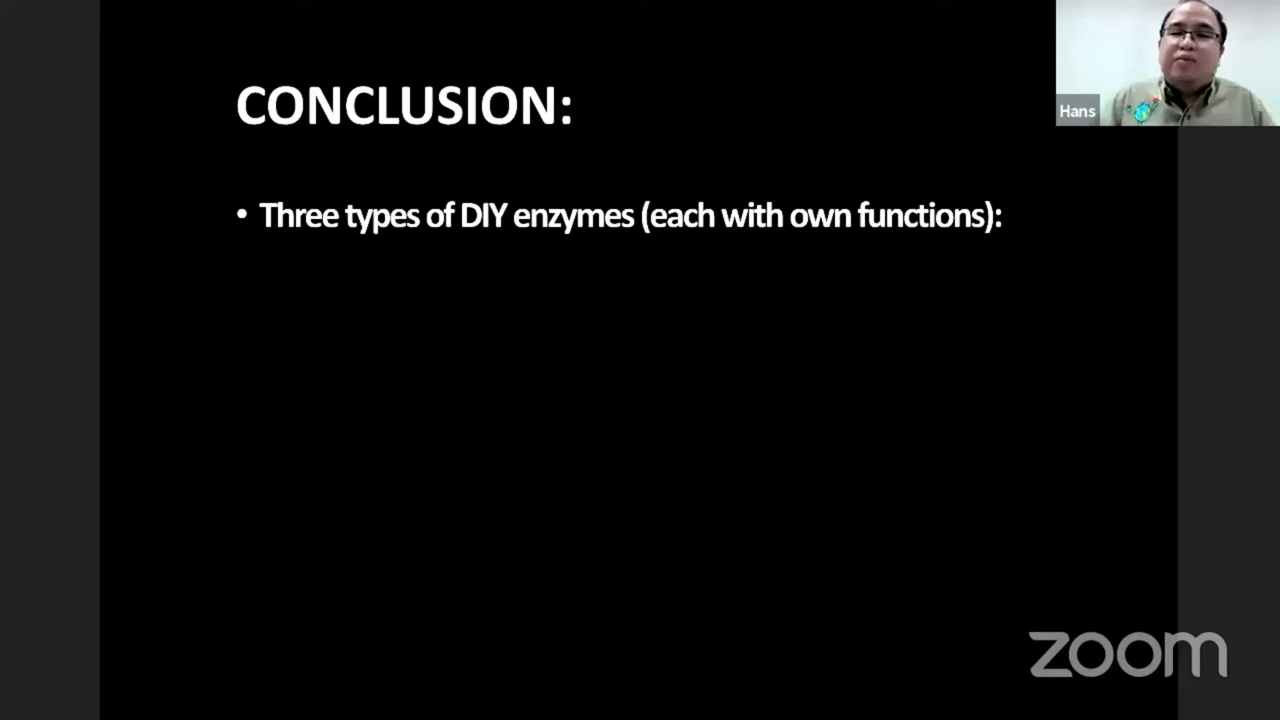 CONCLUSION:
Hans
• Three types of DIY enzymes (each with own functions):
zoom